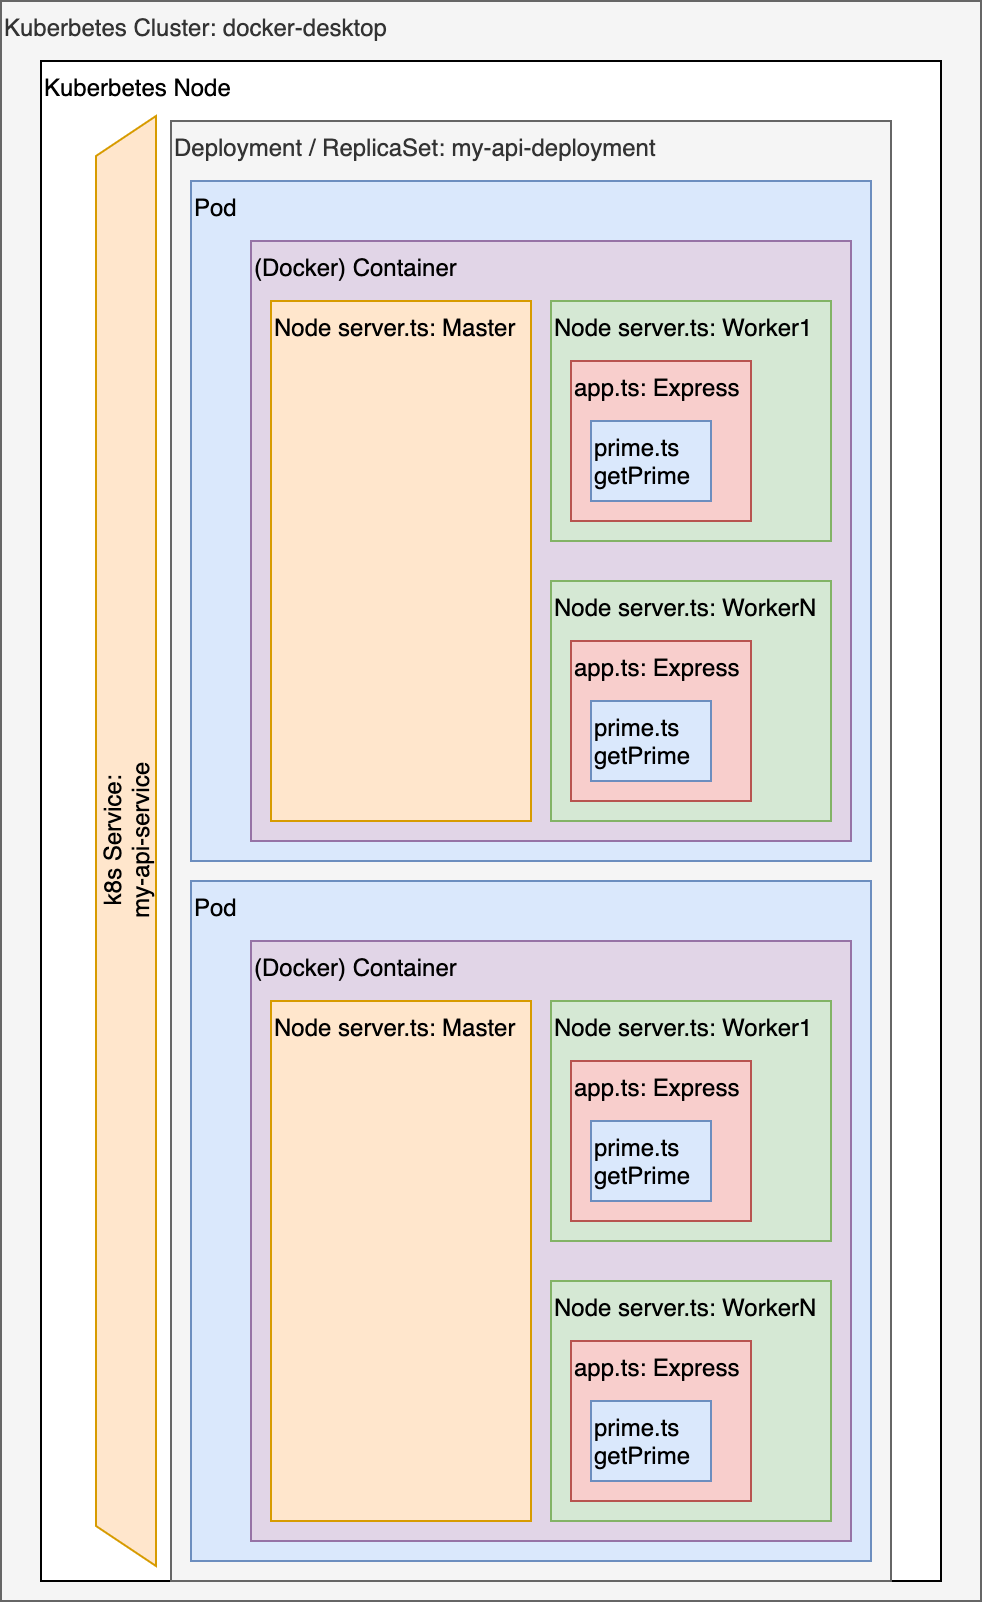 Kuberbetes Cluster: docker-desktop
Kuberbetes Node
k8s Service:
my-api-service
Deployment / ReplicaSet: my-api-deployment
Pod
(Docker) Container
Node server.ts: Master
Node server.ts: Worker1
app.ts: Express
prime.ts
getPrime
Node server.ts: WorkerN
app.ts: Express
prime.ts
getPrime
Pod
(Docker) Container
Node server.ts: Master
Node server.ts: Worker1
app.ts: Express
prime.ts
getPrime
Node server.ts: WorkerN
app.ts: Express
prime.ts
getPrime